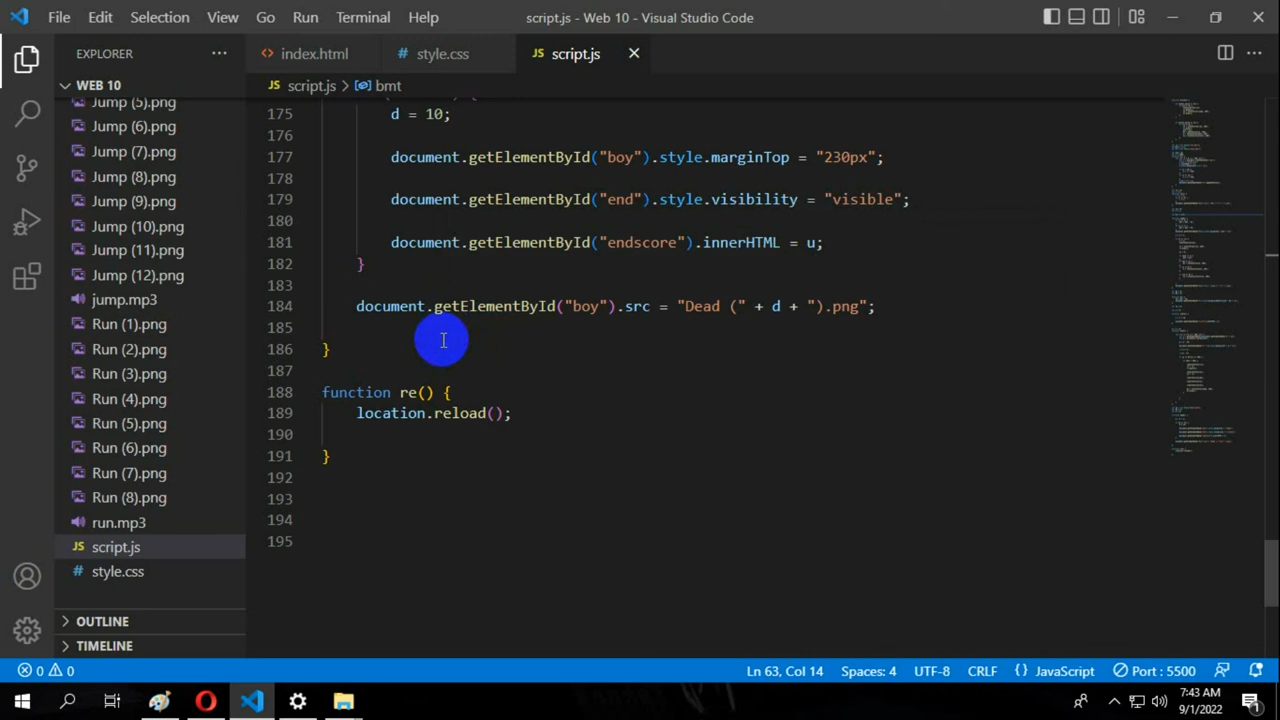 File Edit Selection View Go Run Terminal Help script.js - Web 10 - Visual Studio Code
EXPLORER ··· <> index.html # style.css JS script.js ×
WEB 10 JS script.js > bmt
Jump (5).png
Jump (6).png
Jump (7).png
Jump (8).png
Jump (9).png
Jump (10).png
Jump (11).png
Jump (12).png
jump.mp3
Run (1).png
Run (2).png
Run (3).png
Run (4).png
Run (5).png
Run (6).png
Run (7).png
Run (8).png
run.mp3
JS script.js
# style.css
OUTLINE
TIMELINE
175 d = 10;
176
177 document.getElementById("boy").style.marginTop = "230px";
178
179 document.getElementById("end").style.visibility = "visible";
180
181 document.getElementById("endscore").innerHTML = u;
182 }
183
184 document.getElementById("boy").src = "Dead (" + d + ").png";
185
186 }
187
188 function re() {
189 location.reload();
190
191 }
192
193
194
195
0 0 Ln 63, Col 14 Spaces: 4 UTF-8 CRLF {} JavaScript Port : 5500
7:43 AM
9/1/2022
1